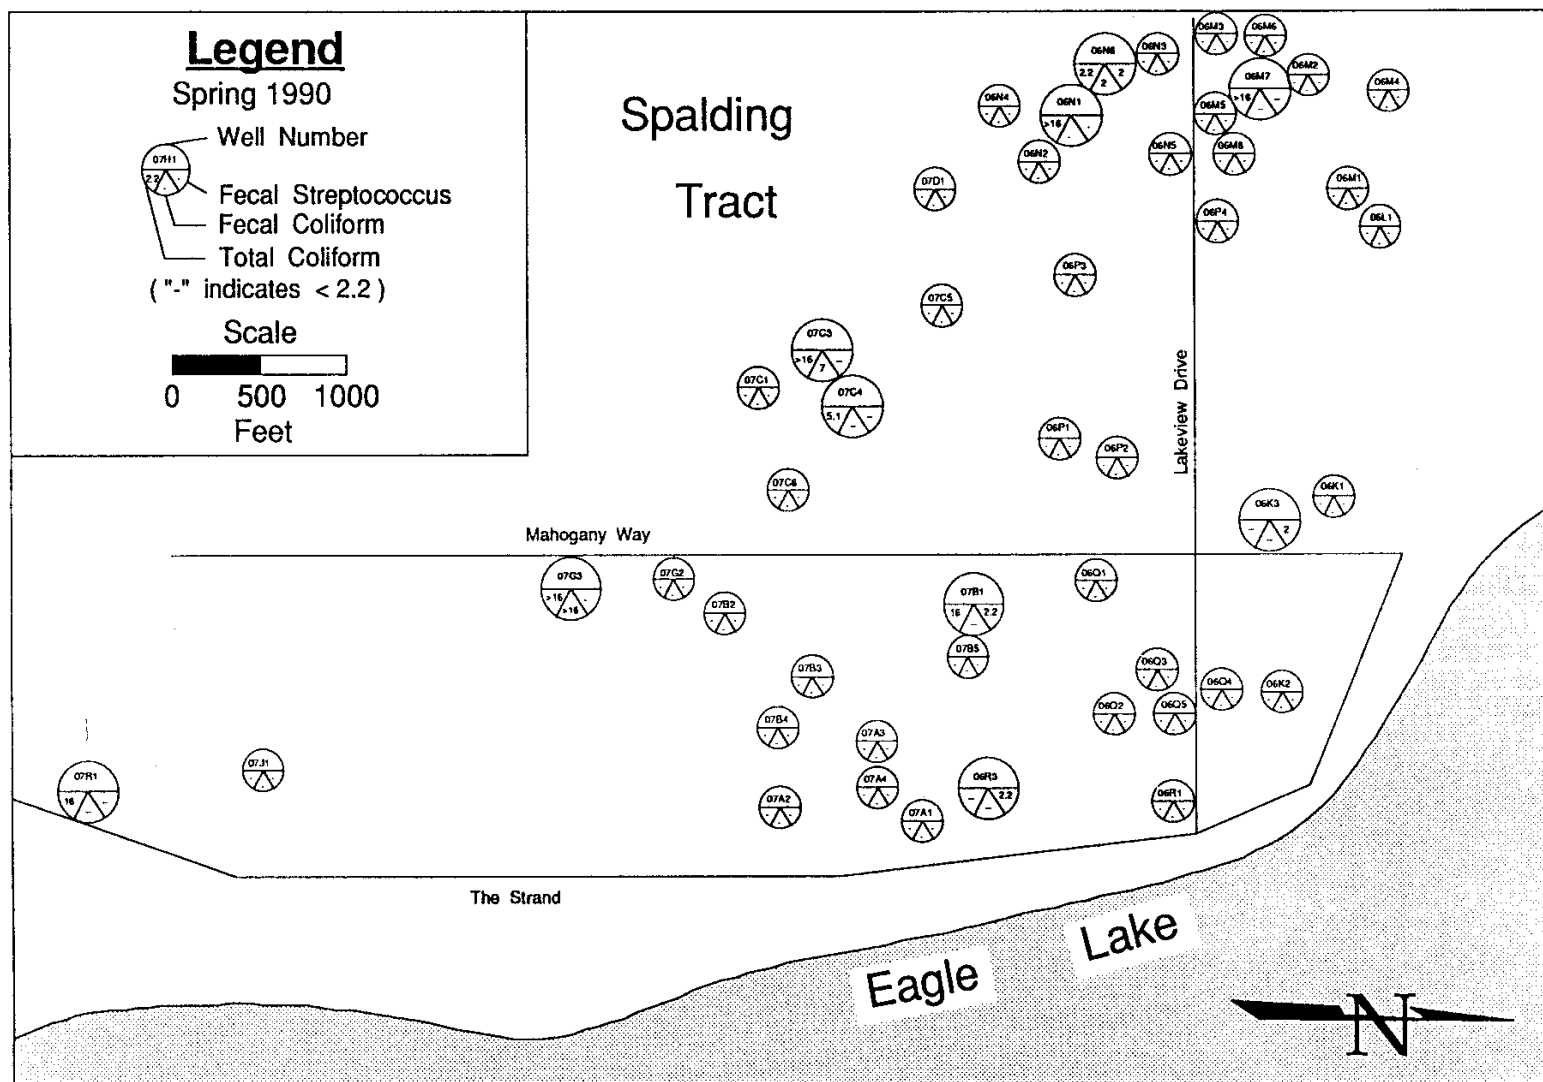 Legend
Spring 1990
Well Number
07H1
2.2 - -
Fecal Streptococcus
Fecal Coliform
Total Coliform
( "-" indicates < 2.2 )
Scale
0 500 1000
Feet
Spalding
Tract
06N6
2.2 2 2
06N3
06M3
06M6
06M7
>16 - -
06M2
06M4
06N4
06N1
>16 - -
06M5
06N2
06N5
06M8
07D1
06M1
06P4
06L1
06P3
07C5
07C3
>16 7 -
07C1
07C4
5.1 - -
Lakeview Drive
06P1
06P2
07C6
06K1
06K3
- - 2
Mahogany Way
07G3
>16 >16 -
07G2
07B2
07B1
16 - 2.2
06Q1
07B5
07B3
06Q3
06Q4
06K2
07B4
06Q2
06Q5
07A3
07R1
16 - -
07J1
07A4
06R3
- - 2.2
07A2
07A1
06R1
The Strand
Eagle Lake
N